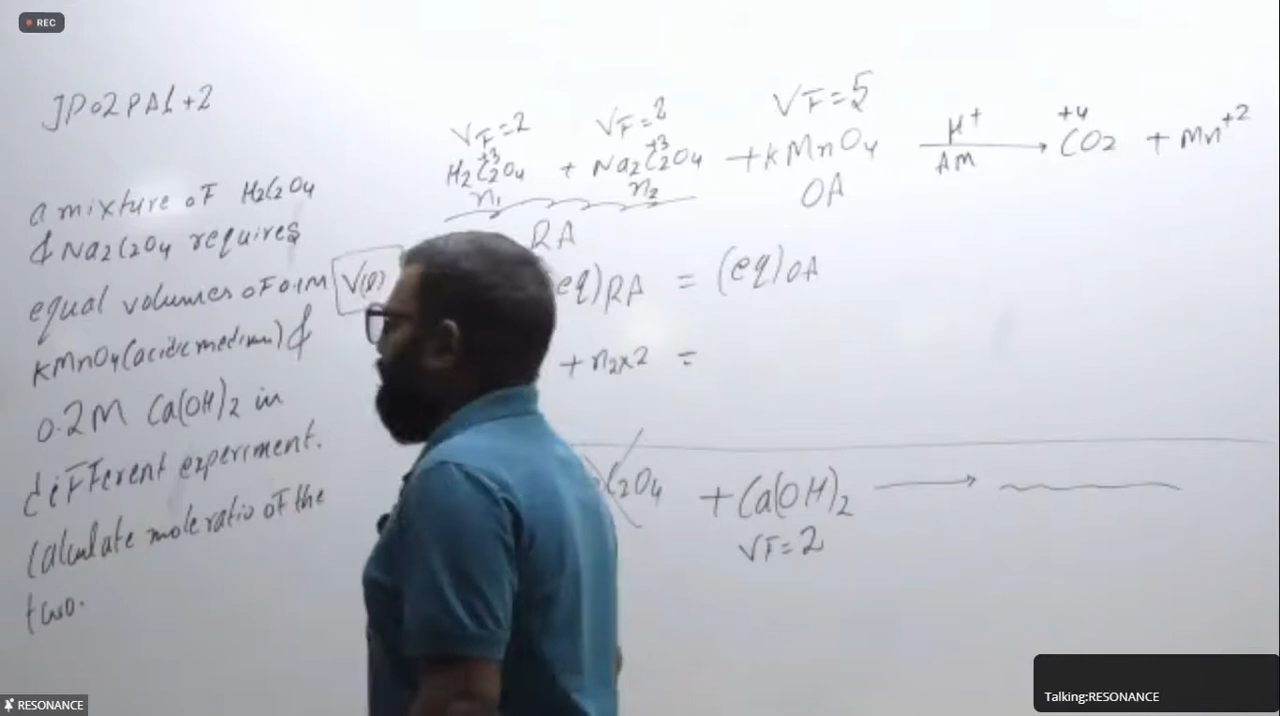 REC
JP02PA1+2
a mixture of H2C2O4
& Na2C2O4 requires
equal volumes of 0.1M V(l)
KMnO4(acidic medium) &
0.2M Ca(OH)2 in
different experiment.
Calculate mole ratio of the
two.
VF=2 VF=2 VF=5
+3 +3 +4
H2C2O4 + Na2C2O4 + KMnO4 H+ CO2 + Mn+2
AM
n1 n2 OA
RA
eq)RA = (eq)OA
+ n2x2 =
C2O4 + Ca(OH)2
VF=2
Talking:RESONANCE
RESONANCE